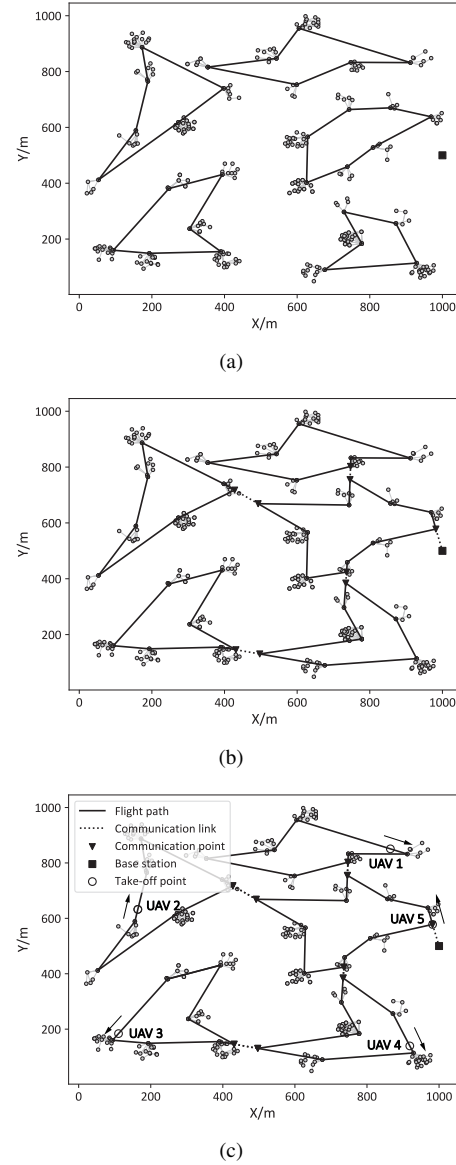 1000
800
600
400
200
Y/m
0 200 400 600 800 1000
X/m
(a)
1000
800
600
400
200
Y/m
0 200 400 600 800 1000
X/m
(b)
1000
800
600
400
200
0
Y/m
Flight path
Communication link
Communication point
Base station
Take-off point
UAV 1
UAV 2
UAV 5
UAV 3
UAV 4
0 200 400 600 800 1000
X/m
(c)